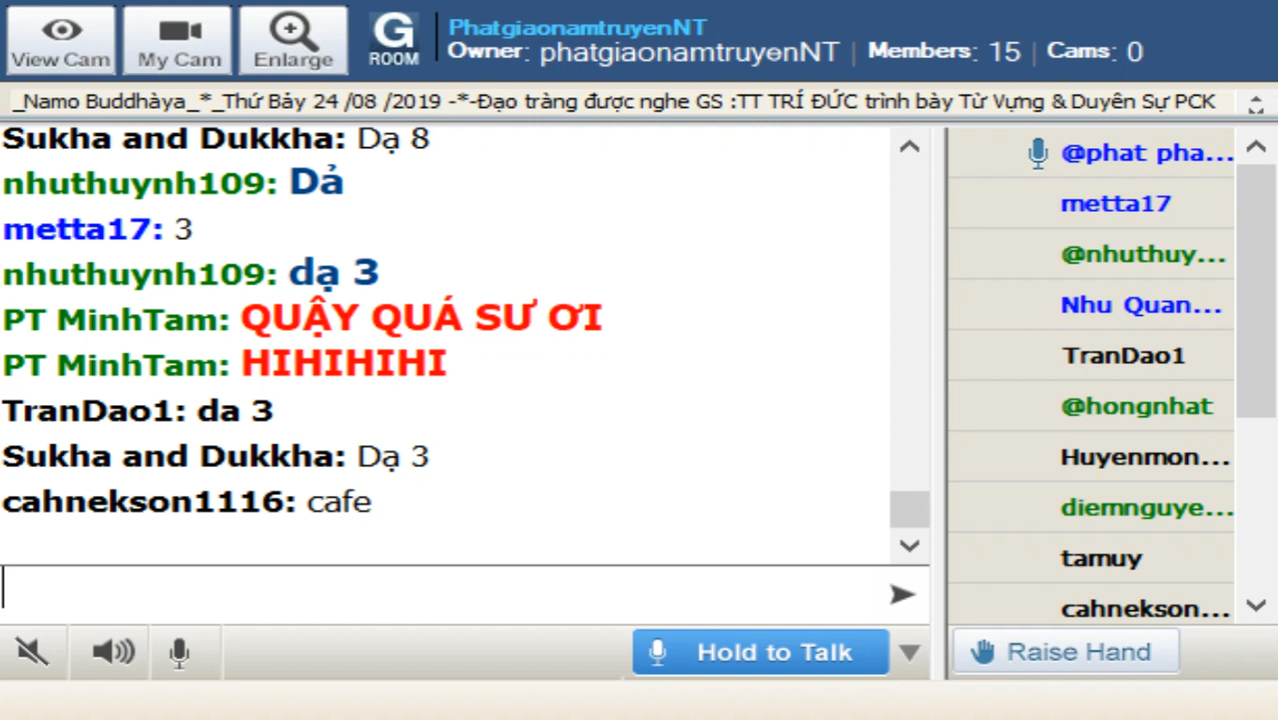 View Cam
My Cam
Enlarge
G
ROOM
PhatgiaonamtruyenNT
Owner: phatgiaonamtruyenNT | Members: 15 | Cams: 0
_Namo Buddhàya_*_Thứ Bảy 24 /08 /2019 -*-Đạo tràng được nghe GS :TT TRÍ ĐỨC trình bày Từ Vựng & Duyên Sự PCK
Sukha and Dukkha: Dạ 8
nhuthuynh109: Dả
metta17: 3
nhuthuynh109: dạ 3
PT MinhTam: QUẬY QUÁ SƯ ƠI
PT MinhTam: HIHIHIHI
TranDao1: da 3
Sukha and Dukkha: Dạ 3
cahnekson1116: cafe
@phat pha...
metta17
@nhuthuy...
Nhu Quan...
TranDao1
@hongnhat
Huyenmon...
diemnguye...
tamuy
cahnekson...
Hold to Talk
Raise Hand